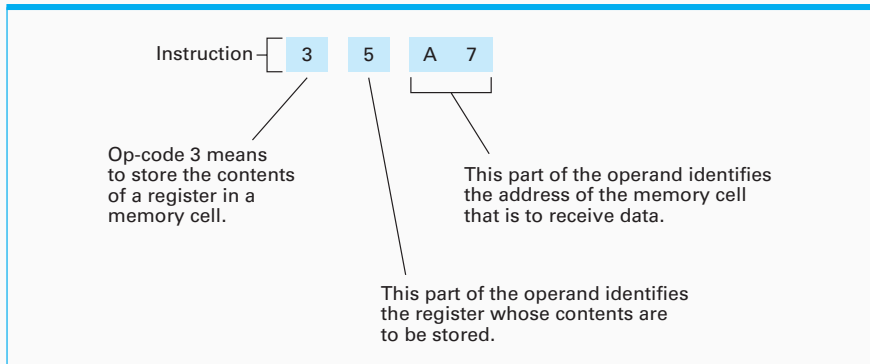 Instruction 3 5 A 7
Op-code 3 means
to store the contents
of a register in a
memory cell.
This part of the operand identifies
the address of the memory cell
that is to receive data.
This part of the operand identifies
the register whose contents are
to be stored.